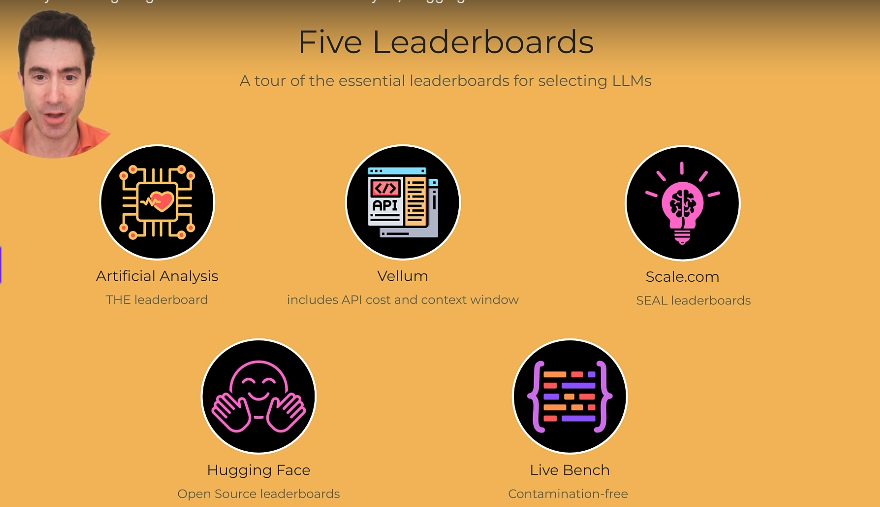 Five Leaderboards
A tour of the essential leaderboards for selecting LLMs
</>
API
Artificial Analysis
THE leaderboard
Vellum
includes API cost and context window
Scale.com
SEAL leaderboards
Hugging Face
Open Source leaderboards
Live Bench
Contamination-free